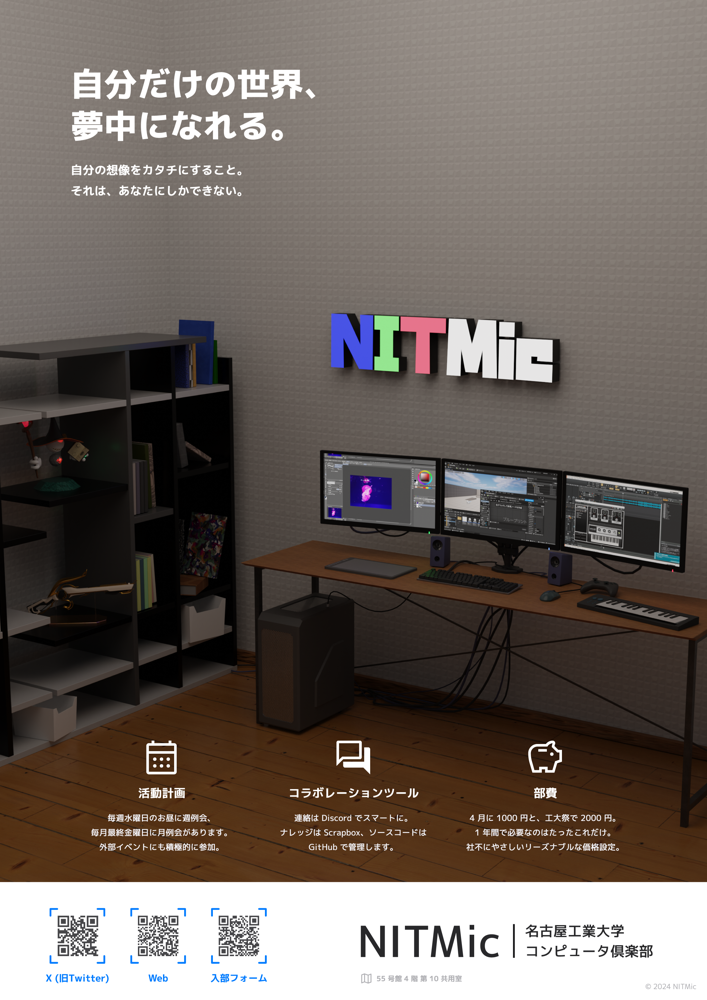 自分だけの世界、
夢中になれる。
自分の想像をカタチにすること。
それは、あなたにしかできない。
NITMic
活動計画
毎週水曜日のお昼に週例会、
毎月最終金曜日に月例会があります。
外部イベントにも積極的に参加。
コラボレーションツール
連絡は Discord でスマートに。
ナレッジは Scrapbox、ソースコードは
GitHub で管理します。
部費
4 月に 1000 円と、工大祭で 2000 円。
1 年間で必要なのはたったこれだけ。
社不にやさしいリーズナブルな価格設定。
X (旧Twitter)
Web
入部フォーム
NITMic
名古屋工業大学
コンピュータ倶楽部
55 号館 4 階 第 10 共用室
© 2024 NITMic